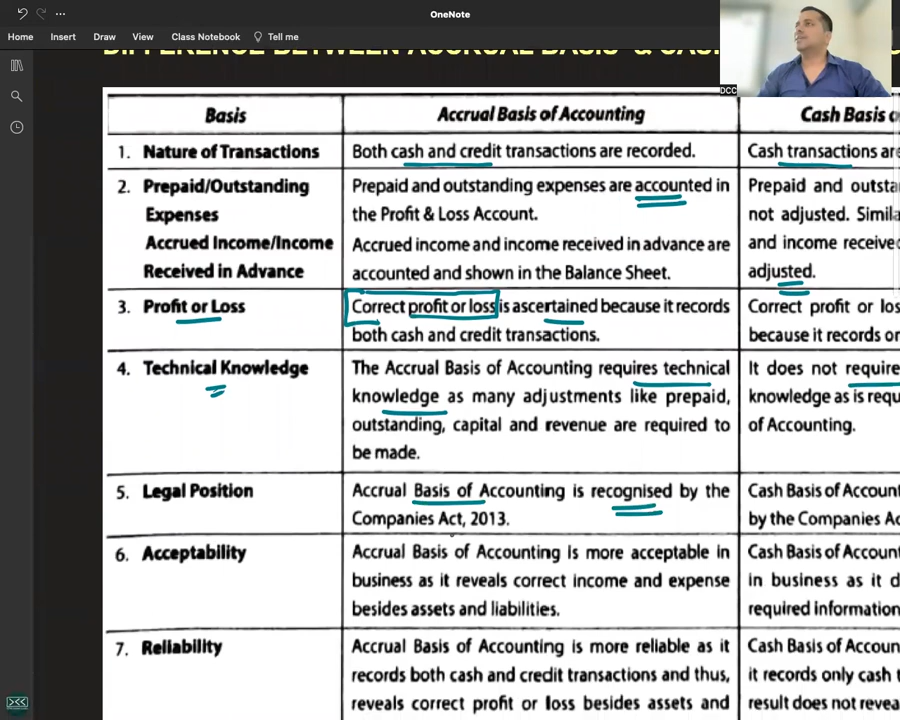 OneNote
Home Insert Draw View Class Notebook Tell me
DIFFERENCE BETWEEN ACCRUAL BASIS & CAS
DCC
Basis
Accrual Basis of Accounting
Cash Basis o
1. Nature of Transactions
Both cash and credit transactions are recorded.
Cash transactions are
2. Prepaid/Outstanding
Expenses
Accrued Income/Income
Received in Advance
Prepaid and outstanding expenses are accounted in
the Profit & Loss Account.
Accrued income and income received in advance are
accounted and shown in the Balance Sheet.
Prepaid and outsta
not adjusted. Simila
and income receive
adjusted.
3. Profit or Loss
Correct profit or loss is ascertained because it records
both cash and credit transactions.
Correct profit or los
because it records or
4. Technical Knowledge
The Accrual Basis of Accounting requires technical
knowledge as many adjustments like prepaid,
outstanding, capital and revenue are required to
be made.
It does not require
knowledge as is requ
of Accounting.
5. Legal Position
Accrual Basis of Accounting is recognised by the
Companies Act, 2013.
Cash Basis of Account
by the Companies Ac
6. Acceptability
Accrual Basis of Accounting is more acceptable in
business as it reveals correct income and expense
besides assets and liabilities.
Cash Basis of Account
in business as it d
required information
7. Reliability
Accrual Basis of Accounting is more reliable as it
records both cash and credit transactions and thus,
reveals correct profit or loss besides assets and
Cash Basis of Accoun
it records only cash t
result does not revea
DCC